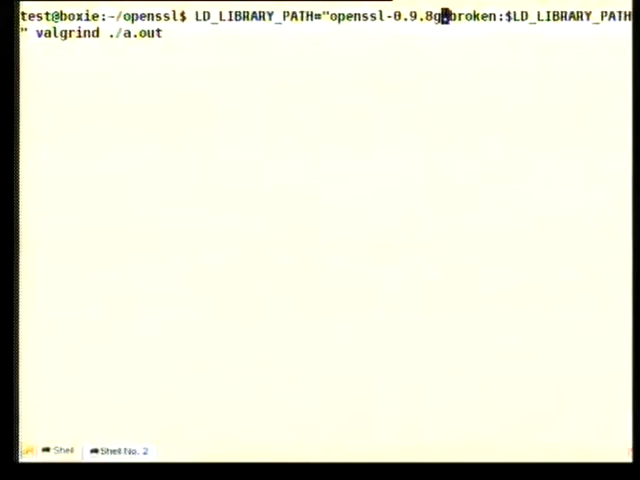 test@boxie:~/openssl$ LD_LIBRARY_PATH="openssl-0.9.8g-broken:$LD_LIBRARY_PATH
" valgrind ./a.out
Shell
Shell No. 2